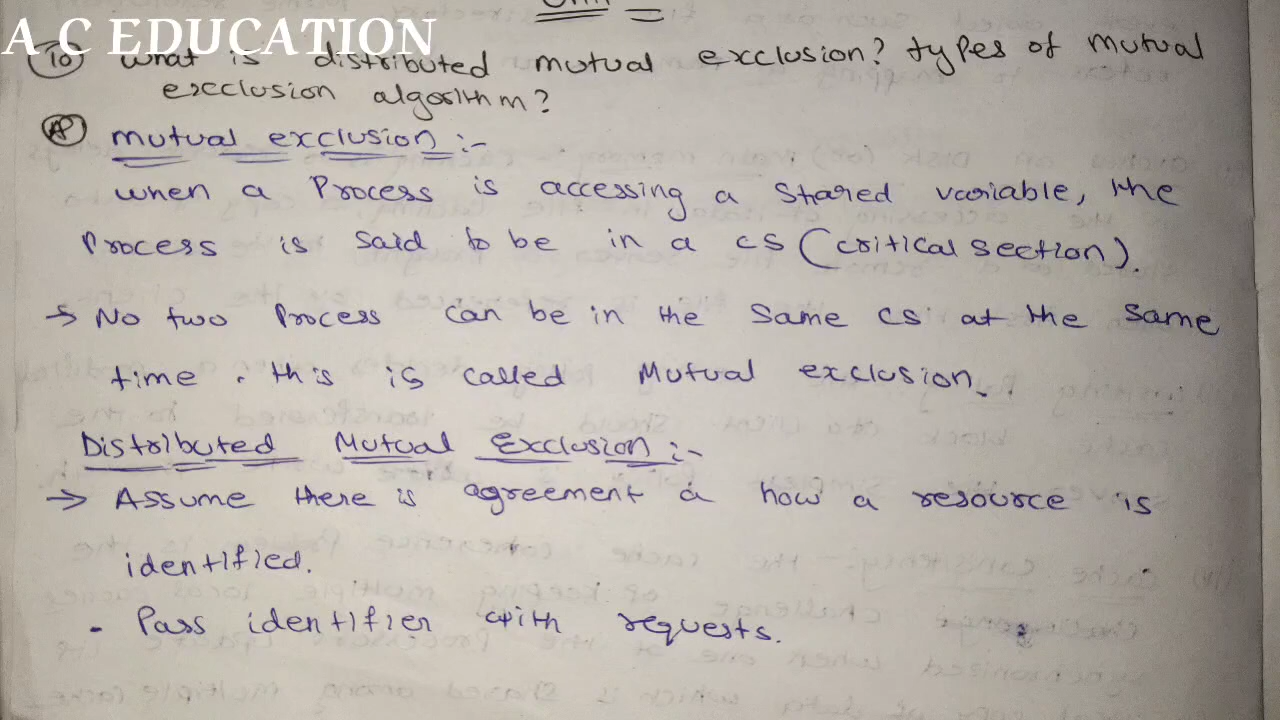 A C EDUCATION
10 What is distributed mutual exclusion? types of mutual
exclusion algorithm?
A mutual exclusion :-
when a Process is accessing a Shared variable, the
Process is said to be in a CS (critical section).
→ No two Process can be in the same CS at the same
time. this is called Mutual exclusion.
Distributed Mutual Exclusion :-
→ Assume there is agreement a how a resource is
identified.
- Pass identifier with requests.